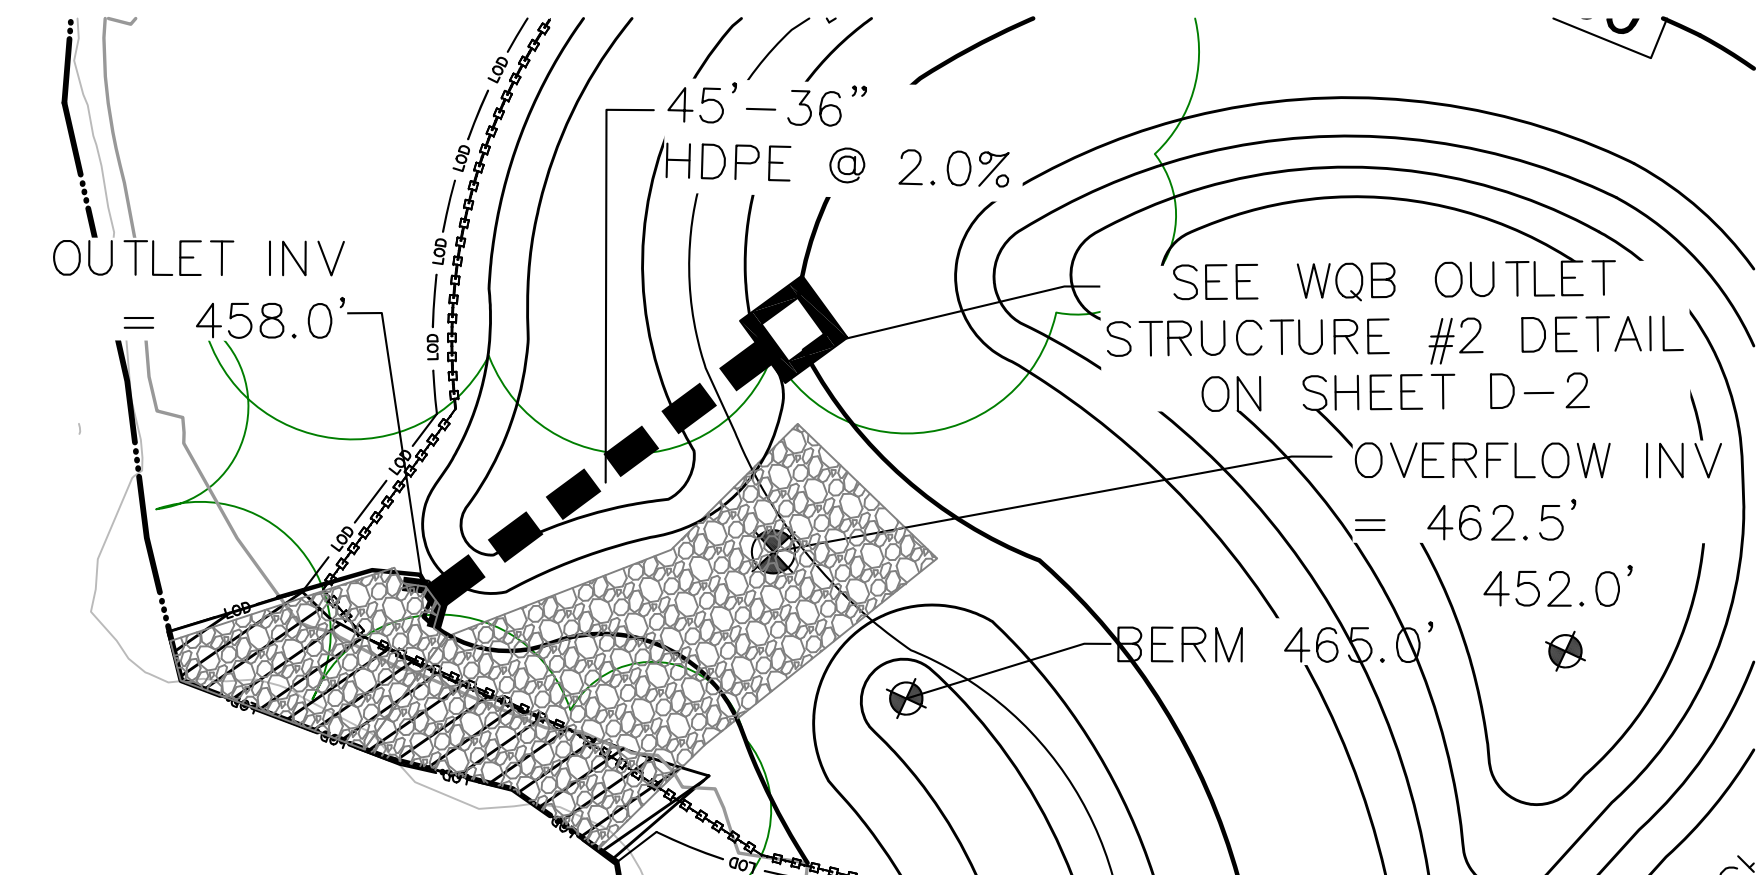 LOD
45'-36"
HDPE @ 2.0%
LOD
OUTLET INV
= 458.0'
LOD
LOD
SEE WQB OUTLET
STRUCTURE #2 DETAIL
ON SHEET D-2
OVERFLOW INV
= 462.5'
LOD
LOD
452.0'
LOD
BERM 465.0'
LOD
LOD
LOD
LOD
LOD